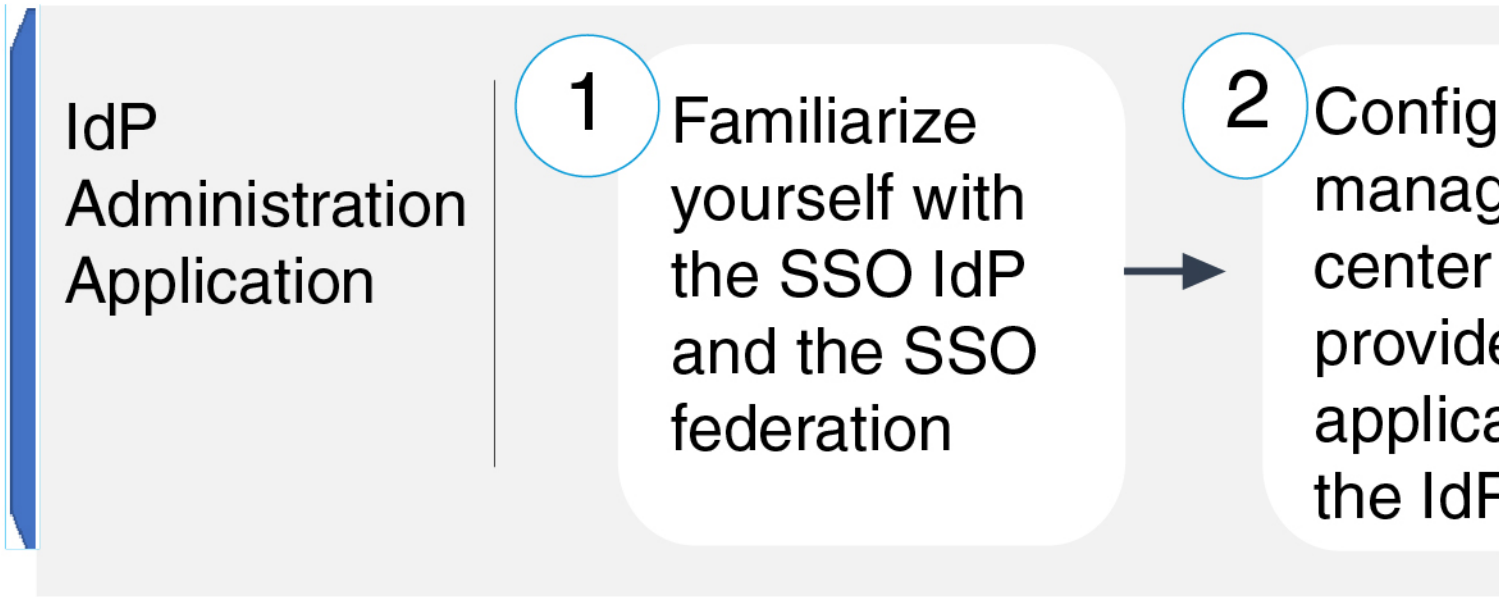 IdP
Administration
Application
1
Familiarize
yourself with
the SSO IdP
and the SSO
federation
2
Config
manag
center
provide
applica
the IdP